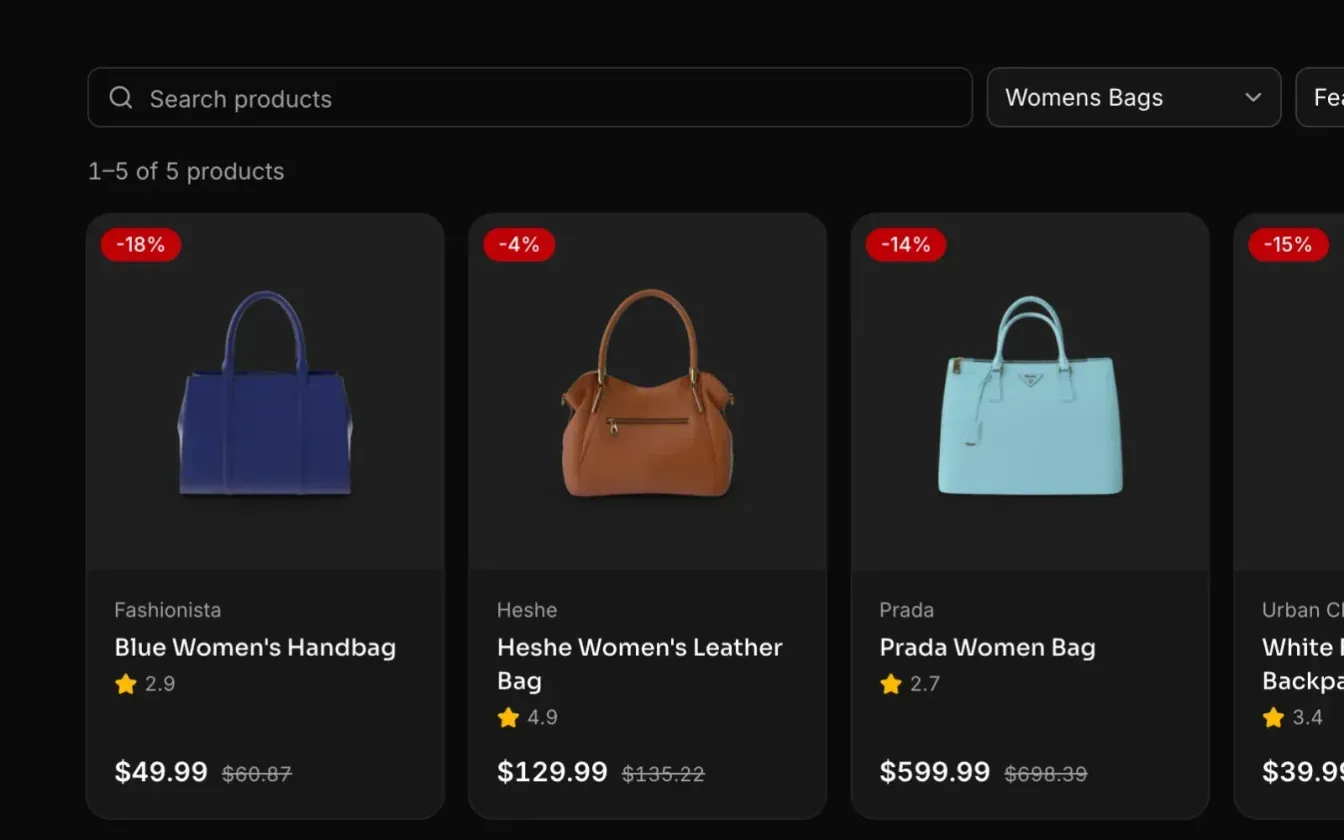 Search products
Womens Bags
1–5 of 5 products
-18%
-4%
-14%
-15%
Fashionista
Blue Women's Handbag
2.9
$49.99 $60.87
Heshe
Heshe Women's Leather
Bag
4.9
$129.99 $135.22
Prada
Prada Women Bag
2.7
$599.99 $698.39
Urban
White
3.4